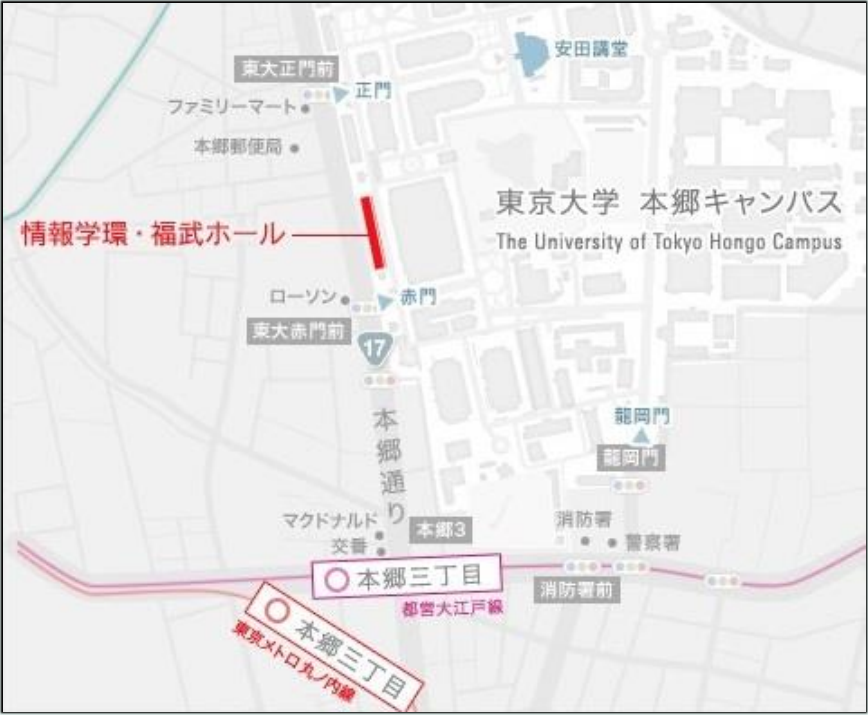 安田講堂
東大正門前
正門
ファミリーマート
本郷郵便局
東京大学 本郷キャンパス
The University of Tokyo Hongo Campus
情報学環・福武ホール
ローソン
赤門
東大赤門前
17
本郷通り
龍岡門
龍岡門
マクドナルド
交番
本郷3
消防署
警察署
本郷三丁目
都営大江戸線
消防署前
本郷三丁目
東京メトロ 丸ノ内線